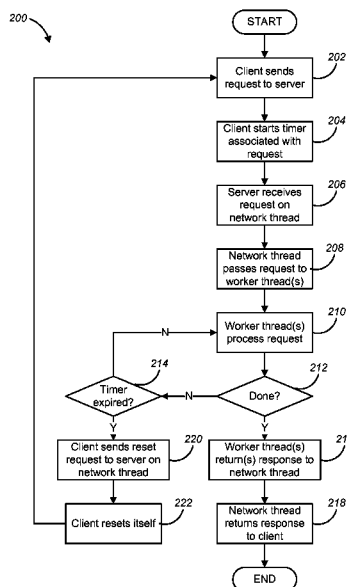 200
START
202
Client sends
request to server
204
Client starts timer
associated with
request
206
Server receives
request on
network thread
208
Network thread
passes request to
worker thread(s)
210
Worker thread(s)
process request
N
214
212
Timer
expired?
N
Done?
Y
Y
220
Client sends reset
request to server on
network thread
21
Worker thread(s)
return(s) response to
network thread
222
Client resets itself
218
Network thread
returns response
to client
END